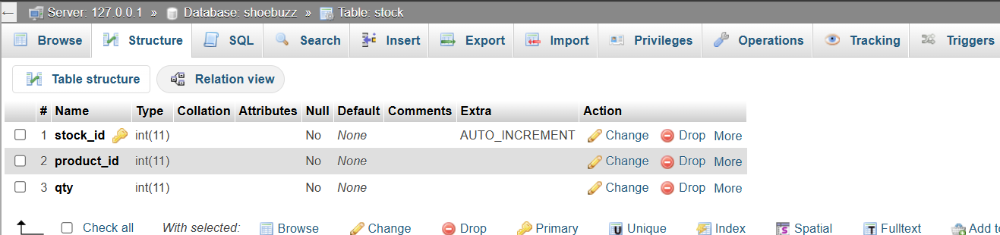 Server: 127.0.0.1 » Database: shoebuzz » Table: stock
Browse Structure SQL Search Insert Export Import Privileges Operations Tracking Triggers
Table structure Relation view
# Name Type Collation Attributes Null Default Comments Extra Action
1 stock_id int(11) No None AUTO_INCREMENT Change Drop More
2 product_id int(11) No None Change Drop More
3 qty int(11) No None Change Drop More
Check all With selected: Browse Change Drop Primary Unique Index Spatial Fulltext Add to